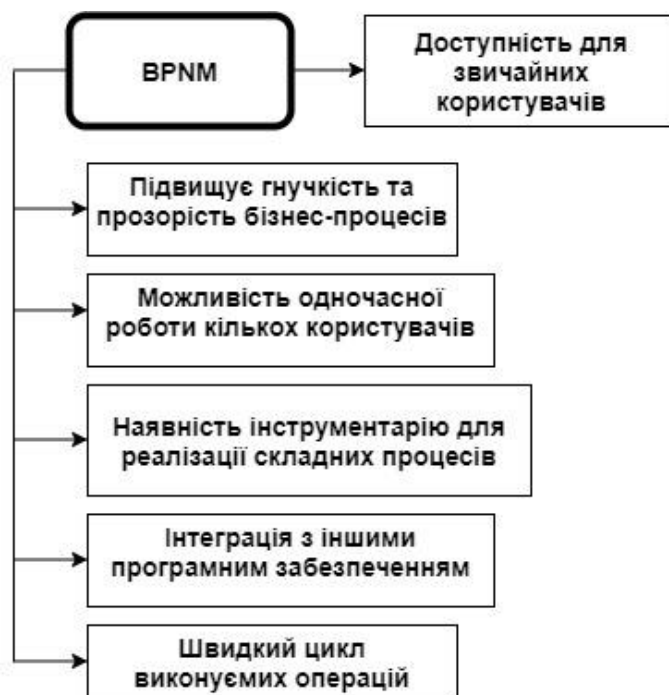 BPNM
Доступність для
звичайних
користувачів
Підвищує гнучкість та
прозорість бізнес-процесів
Можливість одночасної
роботи кількох користувачів
Наявність інструментарію для
реалізації складних процесів
Інтеграція з іншими
програмним забезпеченням
Швидкий цикл
виконуємих операцій